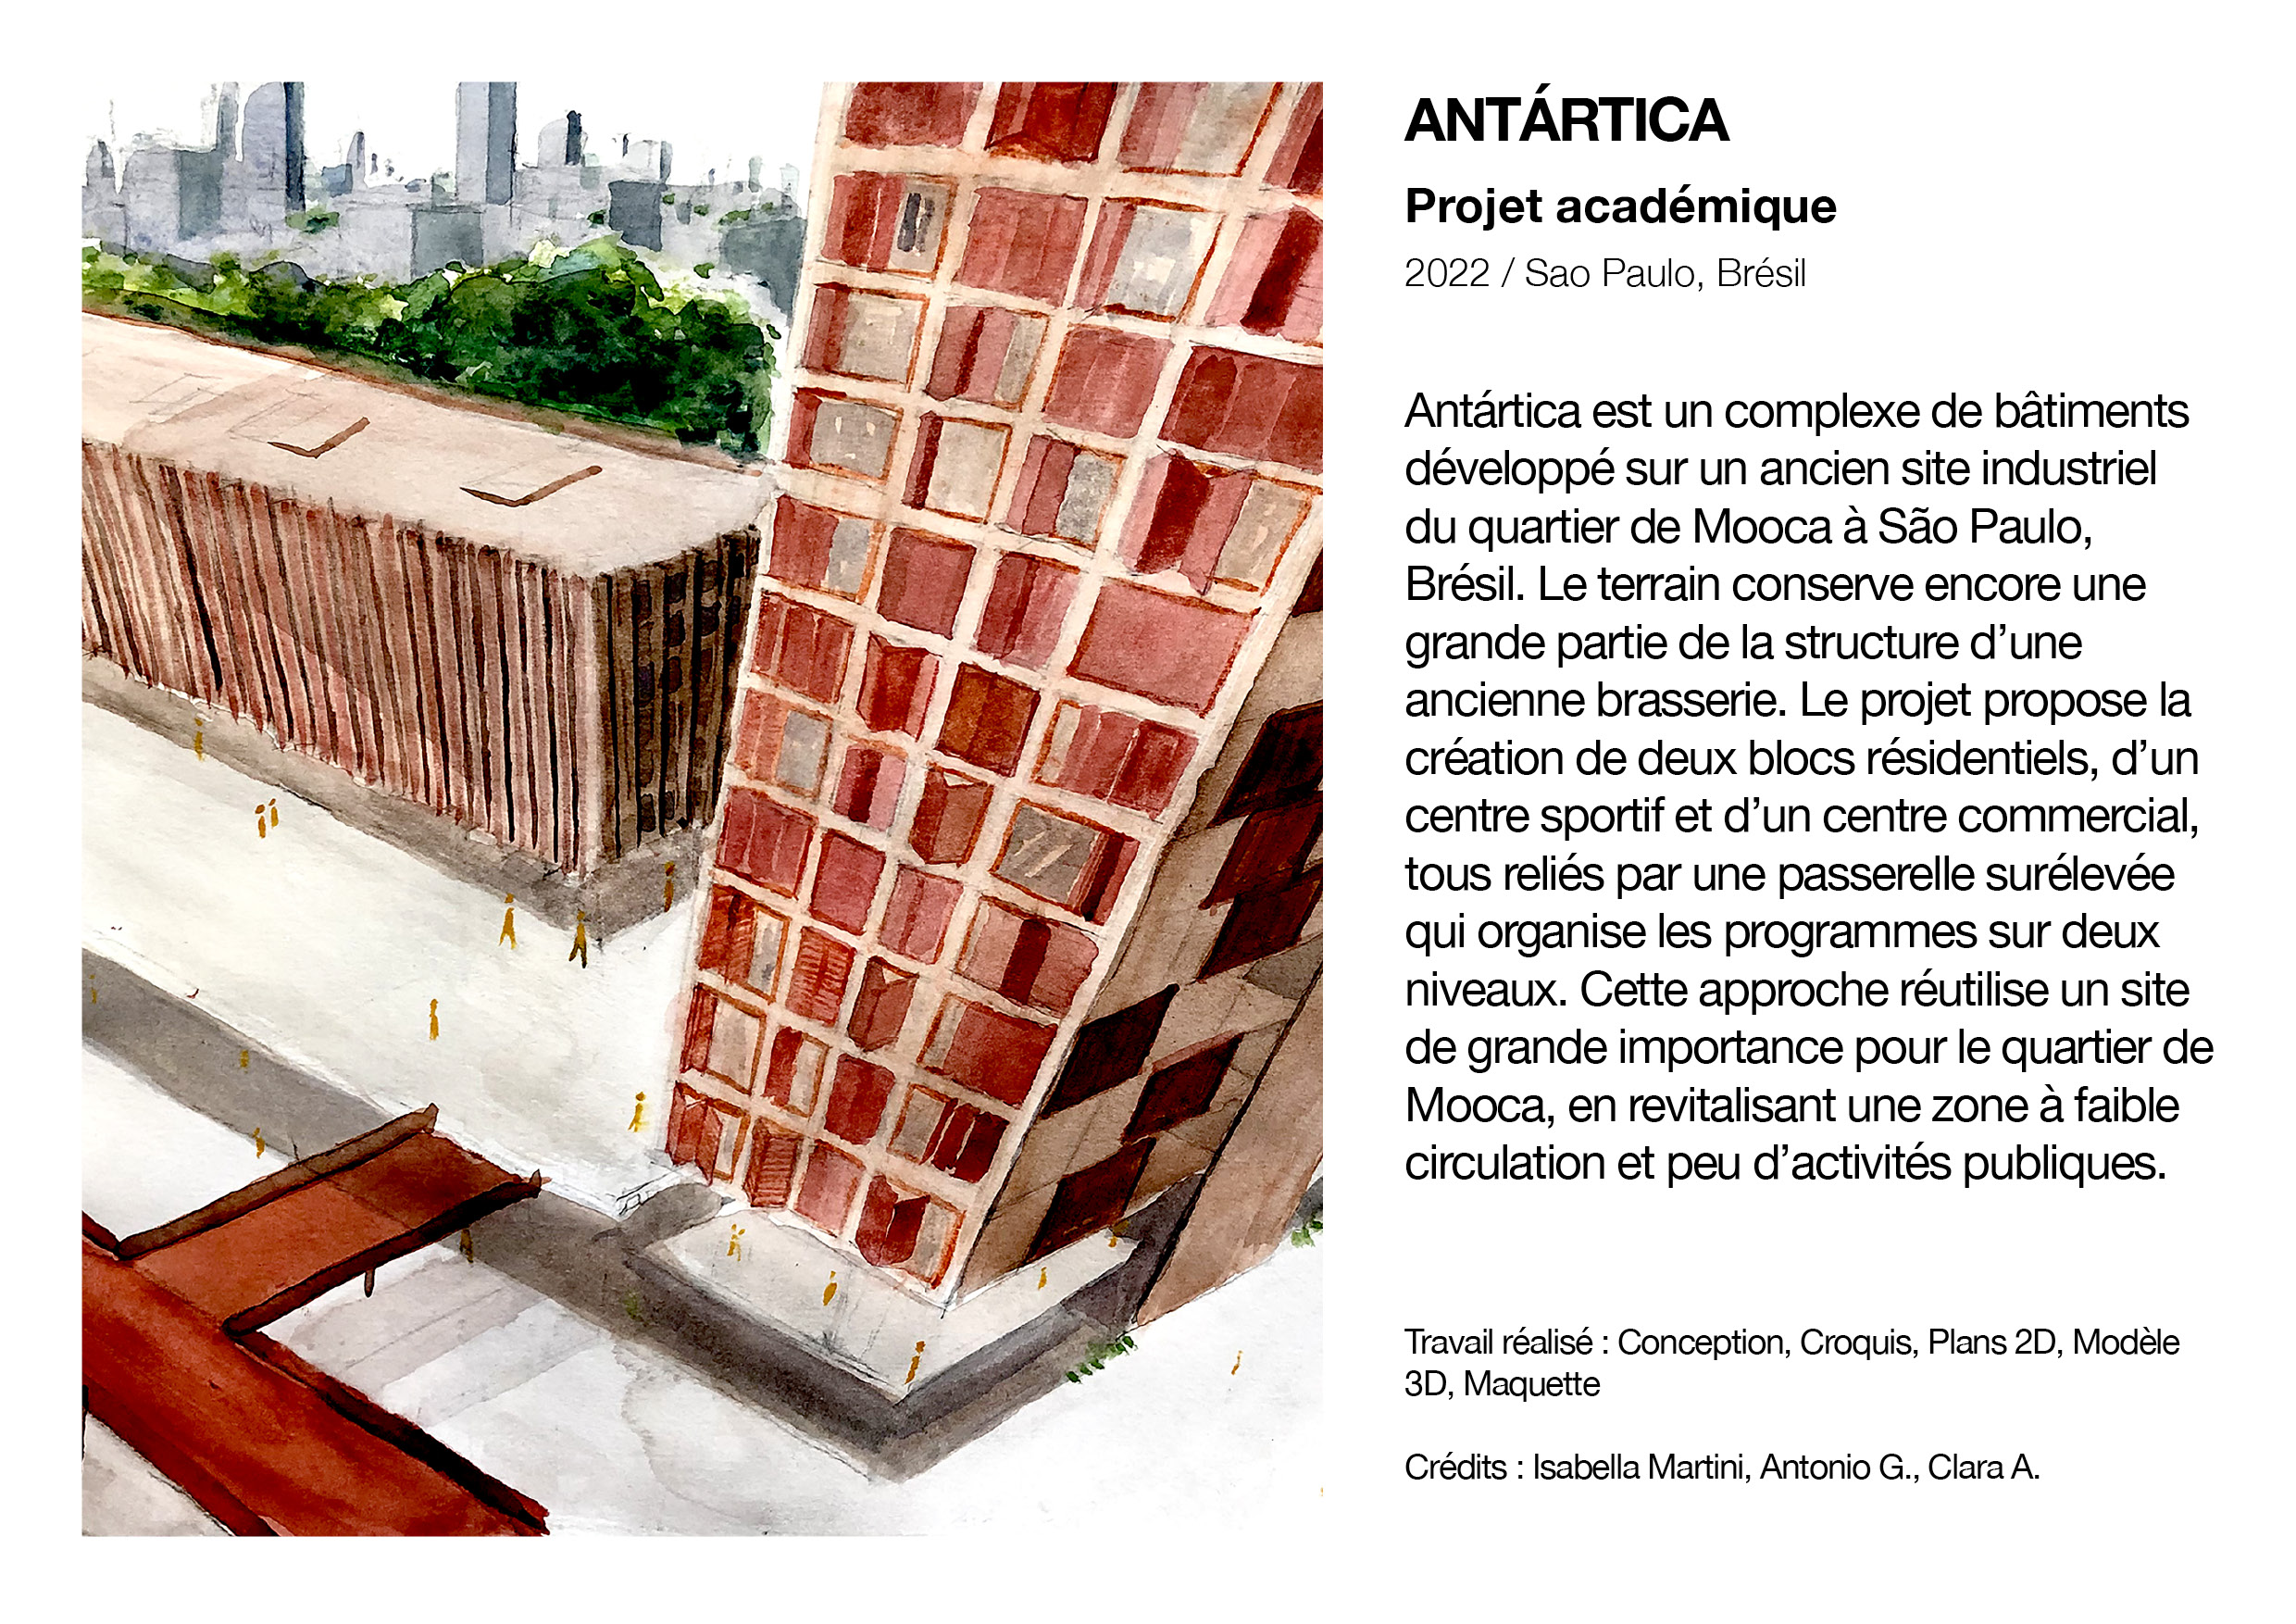 ANTÁRTICA
Projet académique
2022 / Sao Paulo, Brésil
Antártica est un complexe de bâtiments
développé sur un ancien site industriel
du quartier de Mooca à São Paulo,
Brésil. Le terrain conserve encore une
grande partie de la structure d’une
ancienne brasserie. Le projet propose la
création de deux blocs résidentiels, d’un
centre sportif et d’un centre commercial,
tous reliés par une passerelle surélevée
qui organise les programmes sur deux
niveaux. Cette approche réutilise un site
de grande importance pour le quartier de
Mooca, en revitalisant une zone à faible
circulation et peu d’activités publiques.
Travail réalisé : Conception, Croquis, Plans 2D, Modèle
3D, Maquette
Crédits : Isabella Martini, Antonio G., Clara A.